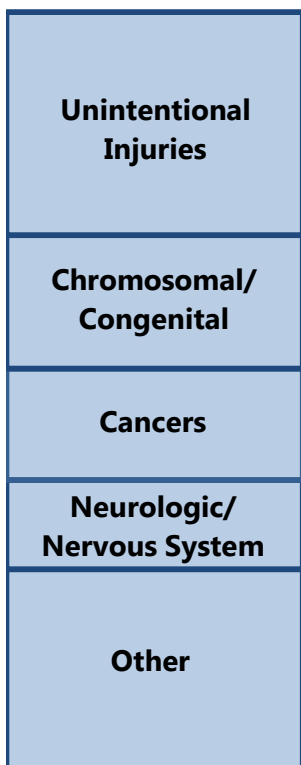 Unintentional
Injuries
Chromosomal/
Congenital
Cancers
Neurologic/
Nervous System
Other